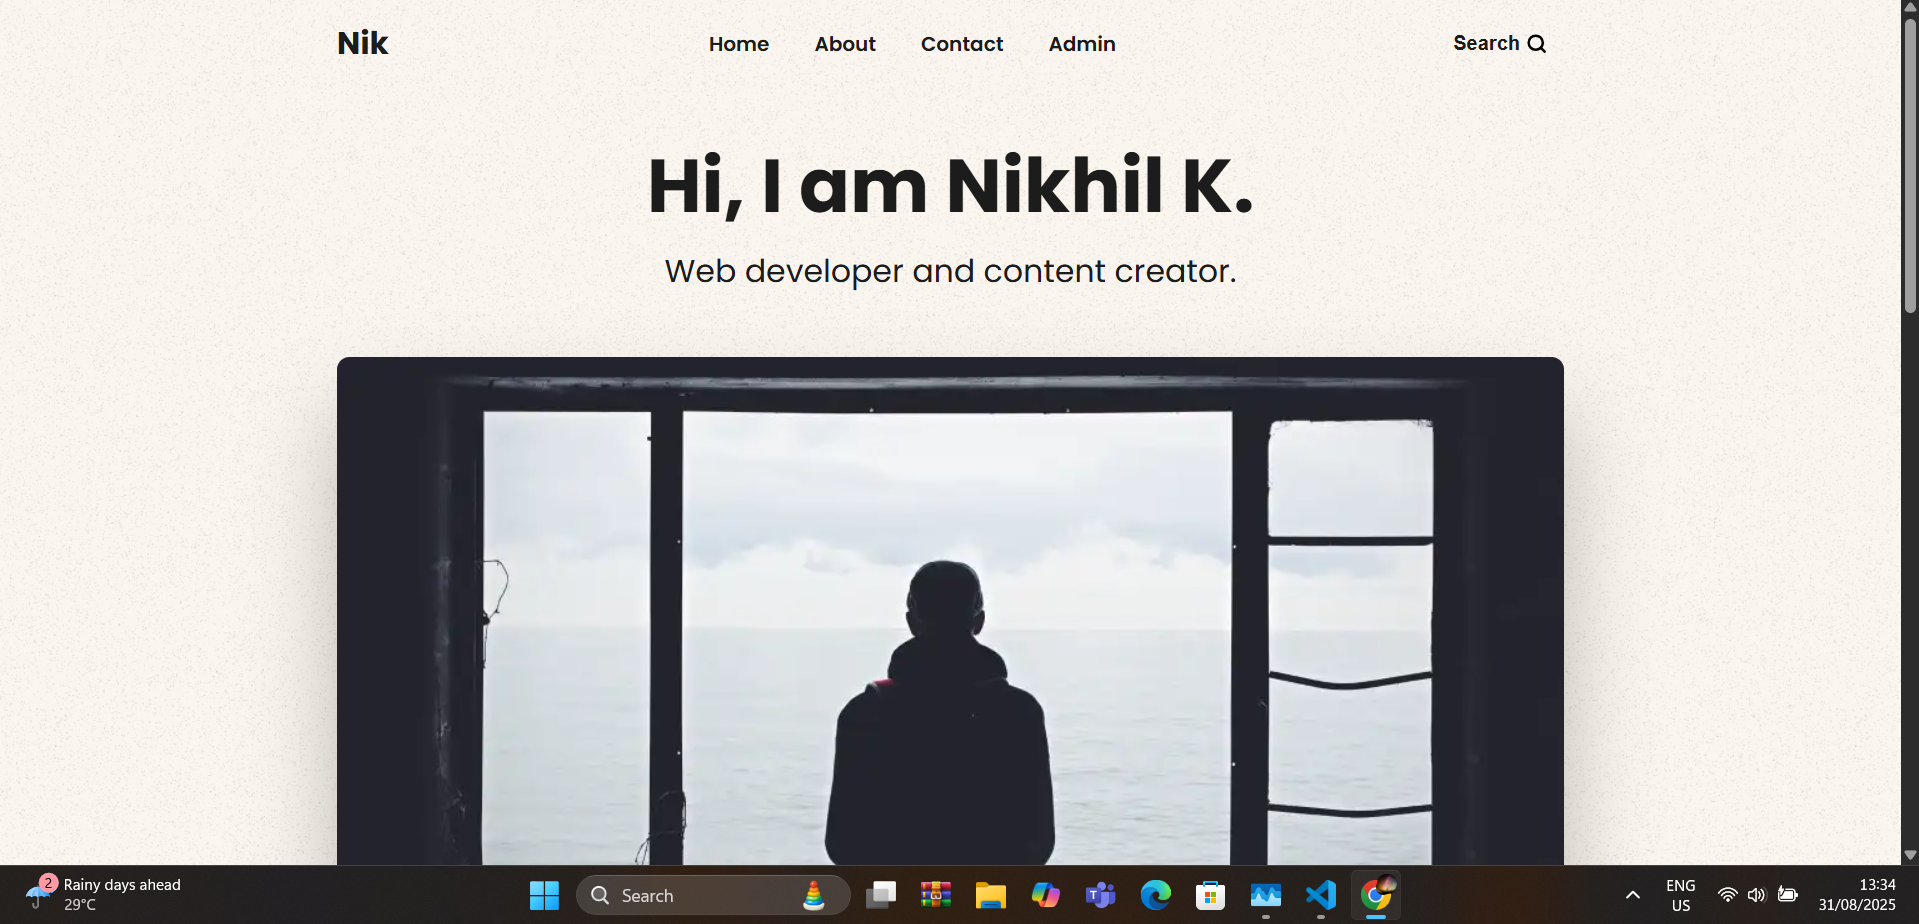 Nik
Home About Contact Admin
Search
Hi, I am Nikhil K.
Web developer and content creator.
2
Rainy days ahead
29°C
Search
ENG
US
13:34
31/08/2025